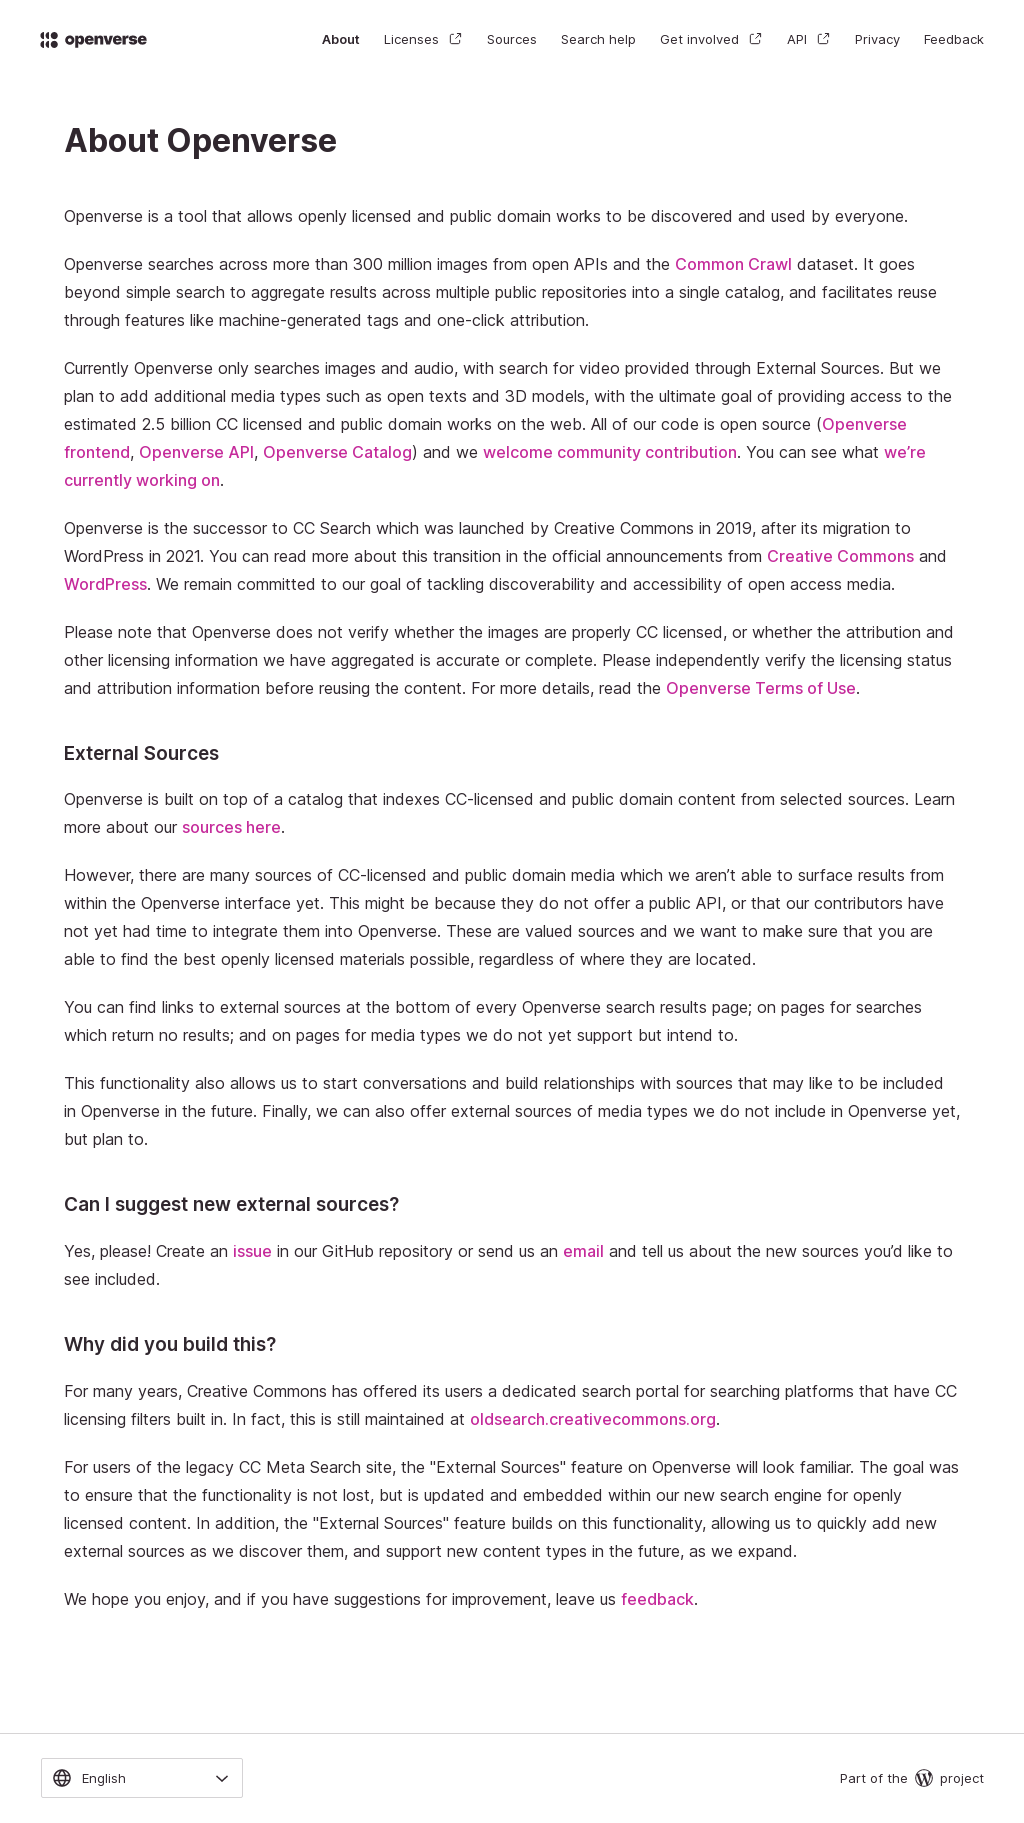 openverse
About Licenses Sources Search help Get involved API Privacy Feedback
About Openverse
Openverse is a tool that allows openly licensed and public domain works to be discovered and used by everyone.
Openverse searches across more than 300 million images from open APIs and the Common Crawl dataset. It goes
beyond simple search to aggregate results across multiple public repositories into a single catalog, and facilitates reuse
through features like machine-generated tags and one-click attribution.
Currently Openverse only searches images and audio, with search for video provided through External Sources. But we
plan to add additional media types such as open texts and 3D models, with the ultimate goal of providing access to the
estimated 2.5 billion CC licensed and public domain works on the web. All of our code is open source (Openverse
frontend, Openverse API, Openverse Catalog) and we welcome community contribution. You can see what we’re
currently working on.
Openverse is the successor to CC Search which was launched by Creative Commons in 2019, after its migration to
WordPress in 2021. You can read more about this transition in the official announcements from Creative Commons and
WordPress. We remain committed to our goal of tackling discoverability and accessibility of open access media.
Please note that Openverse does not verify whether the images are properly CC licensed, or whether the attribution and
other licensing information we have aggregated is accurate or complete. Please independently verify the licensing status
and attribution information before reusing the content. For more details, read the Openverse Terms of Use.
External Sources
Openverse is built on top of a catalog that indexes CC-licensed and public domain content from selected sources. Learn
more about our sources here.
However, there are many sources of CC-licensed and public domain media which we aren’t able to surface results from
within the Openverse interface yet. This might be because they do not offer a public API, or that our contributors have
not yet had time to integrate them into Openverse. These are valued sources and we want to make sure that you are
able to find the best openly licensed materials possible, regardless of where they are located.
You can find links to external sources at the bottom of every Openverse search results page; on pages for searches
which return no results; and on pages for media types we do not yet support but intend to.
This functionality also allows us to start conversations and build relationships with sources that may like to be included
in Openverse in the future. Finally, we can also offer external sources of media types we do not include in Openverse yet,
but plan to.
Can I suggest new external sources?
Yes, please! Create an issue in our GitHub repository or send us an email and tell us about the new sources you’d like to
see included.
Why did you build this?
For many years, Creative Commons has offered its users a dedicated search portal for searching platforms that have CC
licensing filters built in. In fact, this is still maintained at oldsearch.creativecommons.org.
For users of the legacy CC Meta Search site, the "External Sources" feature on Openverse will look familiar. The goal was
to ensure that the functionality is not lost, but is updated and embedded within our new search engine for openly
licensed content. In addition, the "External Sources" feature builds on this functionality, allowing us to quickly add new
external sources as we discover them, and support new content types in the future, as we expand.
We hope you enjoy, and if you have suggestions for improvement, leave us feedback.
English
Part of the project